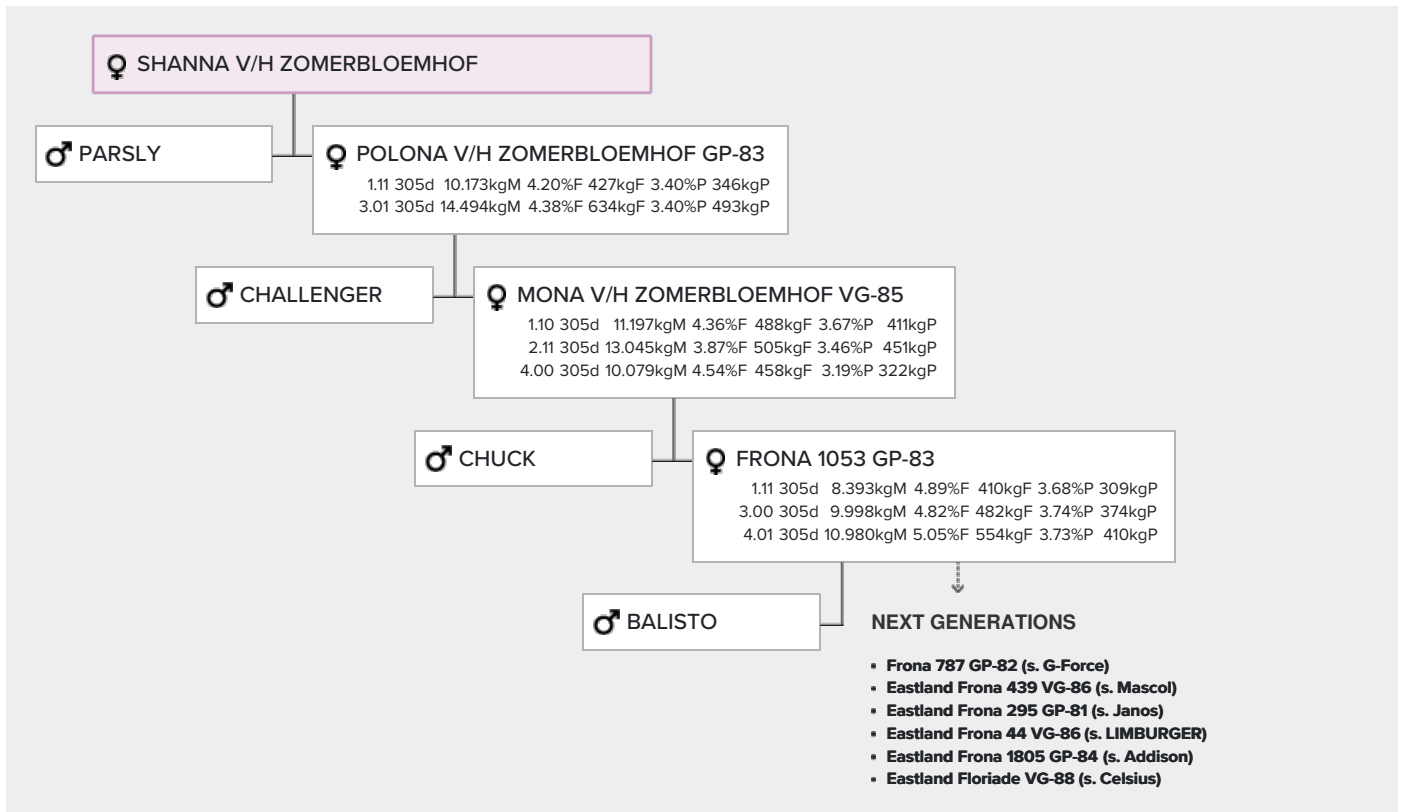 ♀ SHANNA V/H ZOMERBLOEMHOF
♂ PARSLY
♀ POLONA V/H ZOMERBLOEMHOF GP-83
1.11 305d 10.173kgM 4.20%F 427kgF 3.40%P 346kgP
3.01 305d 14.494kgM 4.38%F 634kgF 3.40%P 493kgP
♂ CHALLENGER
♀ MONA V/H ZOMERBLOEMHOF VG-85
1.10 305d 11.197kgM 4.36%F 488kgF 3.67%P 411kgP
2.11 305d 13.045kgM 3.87%F 505kgF 3.46%P 451kgP
4.00 305d 10.079kgM 4.54%F 458kgF 3.19%P 322kgP
♂ CHUCK
♀ FRONA 1053 GP-83
1.11 305d 8.393kgM 4.89%F 410kgF 3.68%P 309kgP
3.00 305d 9.998kgM 4.82%F 482kgF 3.74%P 374kgP
4.01 305d 10.980kgM 5.05%F 554kgF 3.73%P 410kgP
♂ BALISTO
NEXT GENERATIONS
• Frona 787 GP-82 (s. G-Force)
• Eastland Frona 439 VG-86 (s. Mascol)
• Eastland Frona 295 GP-81 (s. Janos)
• Eastland Frona 44 VG-86 (s. LIMBURGER)
• Eastland Frona 1805 GP-84 (s. Addison)
• Eastland Floriade VG-88 (s. Celsius)